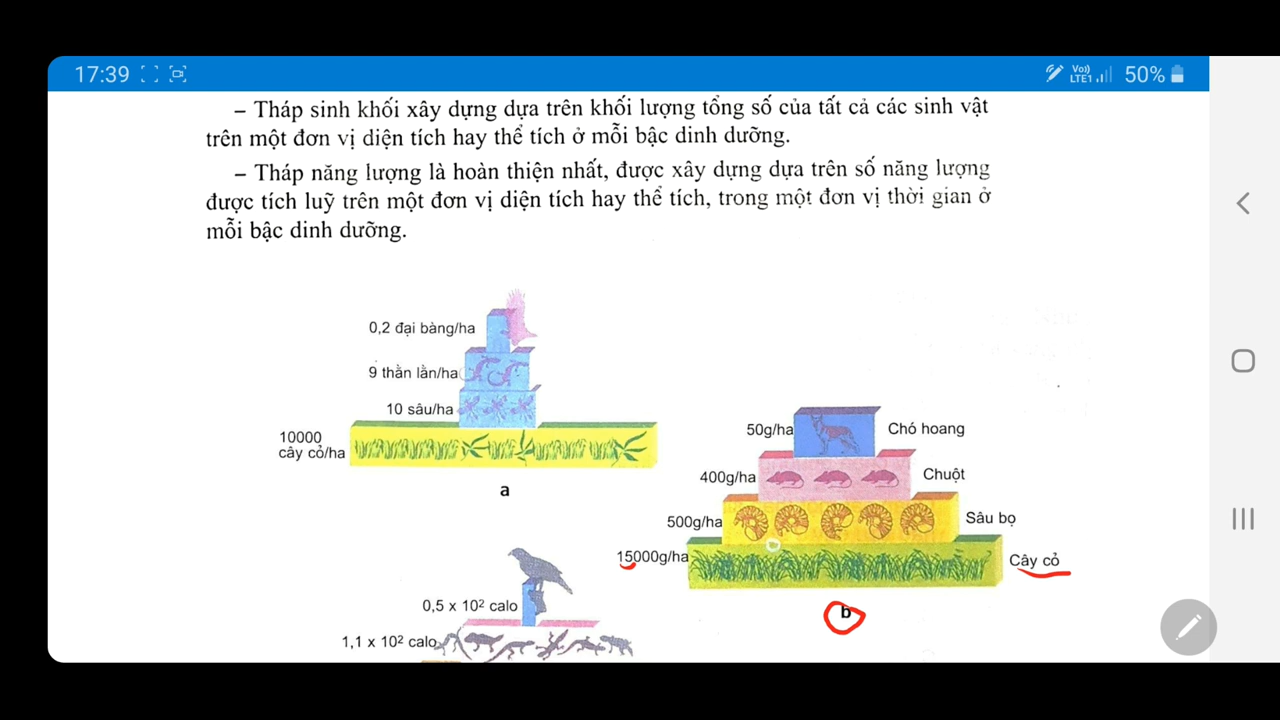 17:39
Vo))
LTE1
50%
– Tháp sinh khối xây dựng dựa trên khối lượng tổng số của tất cả các sinh vật
trên một đơn vị diện tích hay thể tích ở mỗi bậc dinh dưỡng.
– Tháp năng lượng là hoàn thiện nhất, được xây dựng dựa trên số năng lượng
được tích luỹ trên một đơn vị diện tích hay thể tích, trong một đơn vị thời gian ở
mỗi bậc dinh dưỡng.
0,2 đại bàng/ha
9 thằn lằn/ha
10 sâu/ha
10000
cây cỏ/ha
a
50g/ha
Chó hoang
400g/ha
Chuột
500g/ha
Sâu bọ
15000g/ha
Cây cỏ
b
0,5 x 10² calo
1,1 x 10² calo